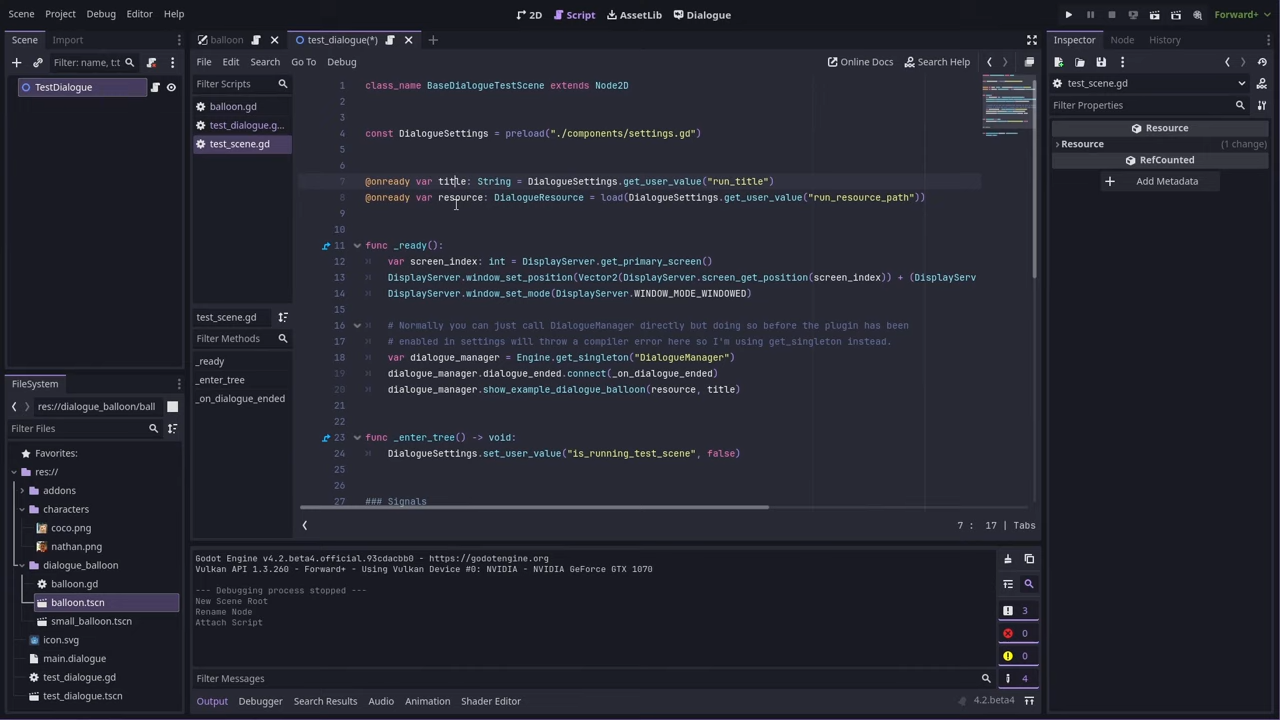 Scene Project Debug Editor Help
2D Script AssetLib Dialogue
Forward+
Scene Import
Filter: name, t:t
TestDialogue
balloon test_dialogue(*)
File Edit Search Go To Debug
Online Docs Search Help
Filter Scripts
balloon.gd
test_dialogue.g...
test_scene.gd
test_scene.gd
Filter Methods
_ready
_enter_tree
_on_dialogue_ended
1 class_name BaseDialogueTestScene extends Node2D
2
3
4 const DialogueSettings = preload("./components/settings.gd")
5
6
7 @onready var title: String = DialogueSettings.get_user_value("run_title")
8 @onready var resource: DialogueResource = load(DialogueSettings.get_user_value("run_resource_path"))
9
10
11 func _ready():
12 var screen_index: int = DisplayServer.get_primary_screen()
13 DisplayServer.window_set_position(Vector2(DisplayServer.screen_get_position(screen_index)) + (DisplayServ
14 DisplayServer.window_set_mode(DisplayServer.WINDOW_MODE_WINDOWED)
15
16 # Normally you can just call DialogueManager directly but doing so before the plugin has been
17 # enabled in settings will throw a compiler error here so I'm using get_singleton instead.
18 var dialogue_manager = Engine.get_singleton("DialogueManager")
19 dialogue_manager.dialogue_ended.connect(_on_dialogue_ended)
20 dialogue_manager.show_example_dialogue_balloon(resource, title)
21
22
23 func _enter_tree() -> void:
24 DialogueSettings.set_user_value("is_running_test_scene", false)
25
26
27 ### Signals
7 : 17 | Tabs
FileSystem
res://dialogue_balloon/ball
Filter Files
Favorites:
res://
addons
characters
coco.png
nathan.png
dialogue_balloon
balloon.gd
balloon.tscn
small_balloon.tscn
icon.svg
main.dialogue
test_dialogue.gd
test_dialogue.tscn
Godot Engine v4.2.beta4.official.93cdacbb0 - https://godotengine.org
Vulkan API 1.3.260 - Forward+ - Using Vulkan Device #0: NVIDIA - NVIDIA GeForce GTX 1070
--- Debugging process stopped ---
New Scene Root
Rename Node
Attach Script
3
0
0
4
Filter Messages
Output Debugger Search Results Audio Animation Shader Editor
4.2.beta4
Inspector Node History
test_scene.gd
Filter Properties
Resource
Resource (1 change)
RefCounted
Add Metadata